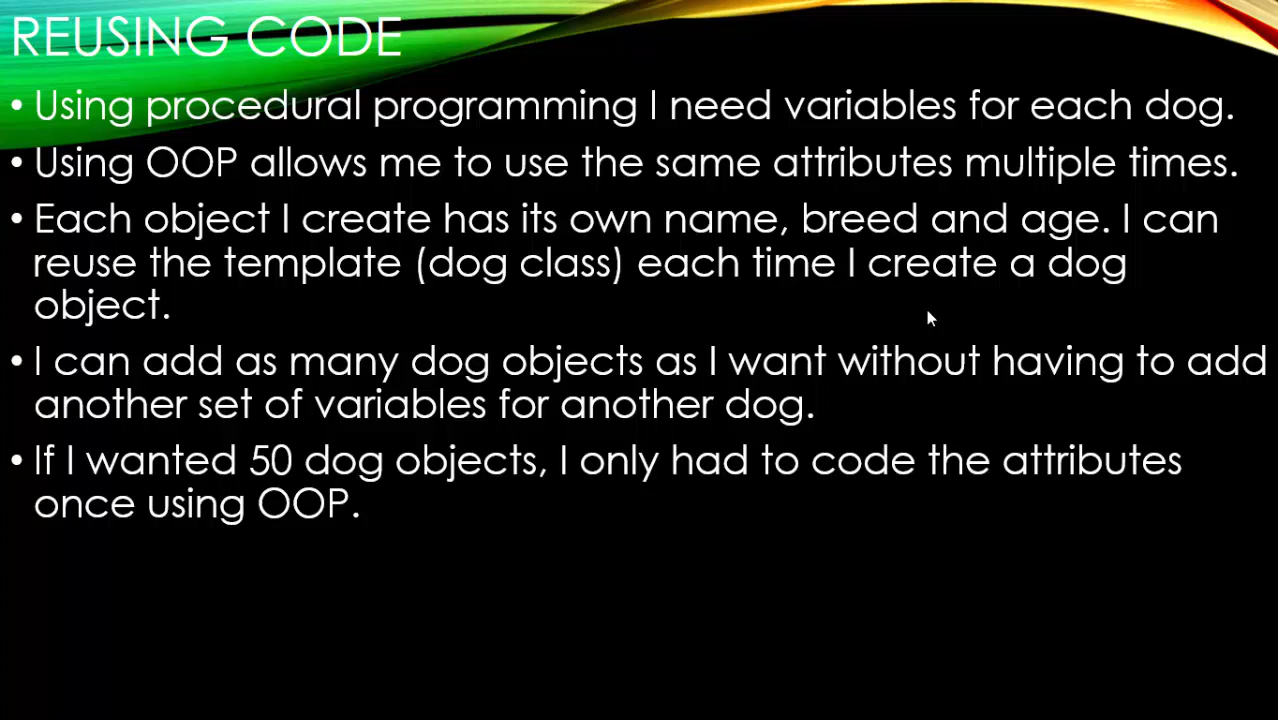 REUSING CODE
• Using procedural programming I need variables for each dog.
• Using OOP allows me to use the same attributes multiple times.
• Each object I create has its own name, breed and age. I can
reuse the template (dog class) each time I create a dog
object.
• I can add as many dog objects as I want without having to add
another set of variables for another dog.
• If I wanted 50 dog objects, I only had to code the attributes
once using OOP.